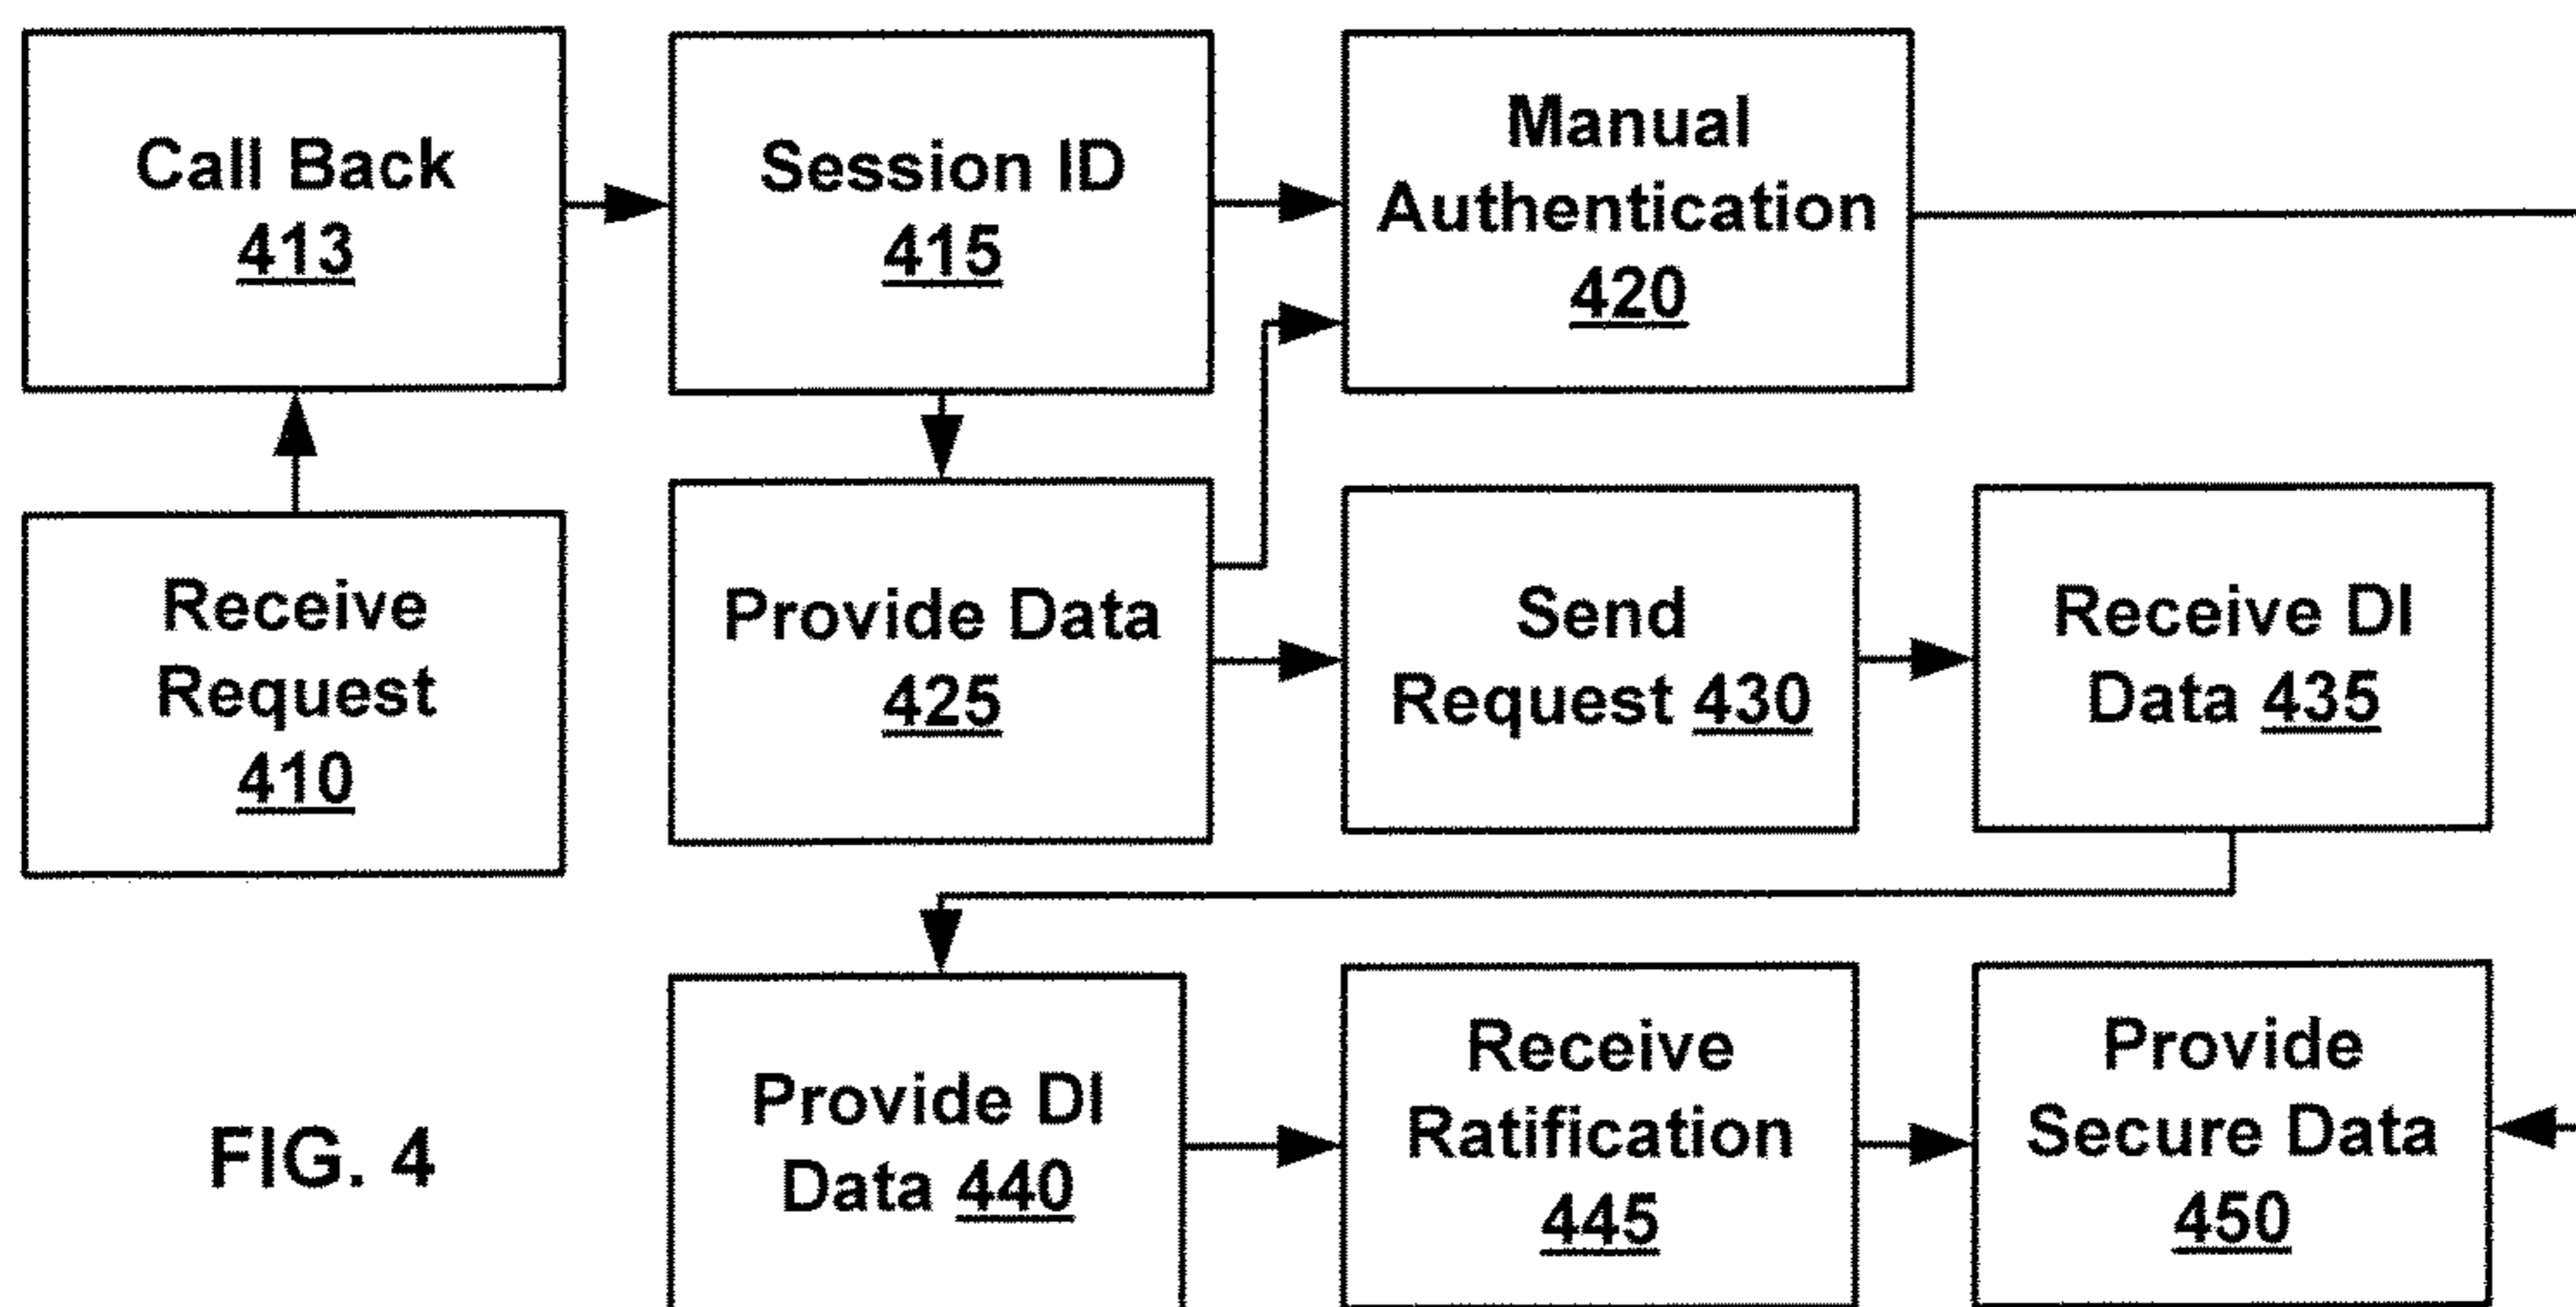 Call Back
413
Session ID
415
Manual
Authentication
420
Receive
Request
410
Provide Data
425
Send
Request 430
Receive DI
Data 435
FIG. 4
Provide DI
Data 440
Receive
Ratification
445
Provide
Secure Data
450